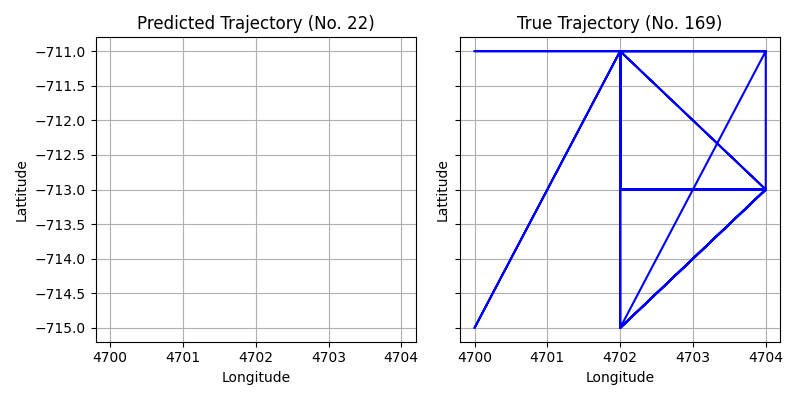 Predicted Trajectory (No. 22)
Lattitude
−711.0
−711.5
−712.0
−712.5
−713.0
−713.5
−714.0
−714.5
−715.0
4700 4701 4702 4703 4704
Longitude
True Trajectory (No. 169)
Lattitude
4700 4701 4702 4703 4704
Longitude